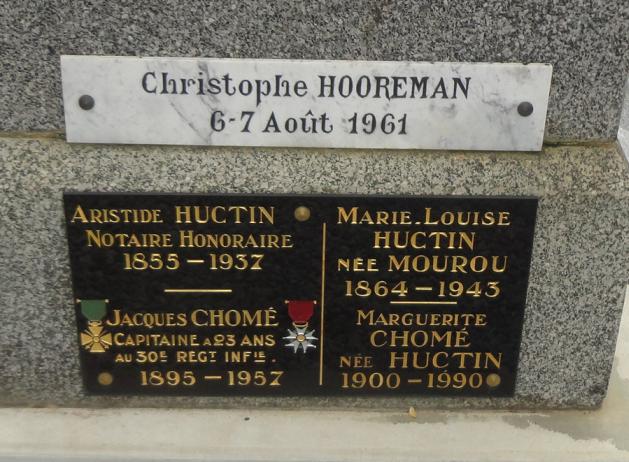 Christophe HOOREMAN
6-7 Août 1961
ARISTIDE HUCTIN
NOTAIRE HONORAIRE
1855 – 1937
JACQUES CHOMÉ
CAPITAINE A 23 ANS
AU 30E REGT INFIE.
1895 – 1957
MARIE-LOUISE
HUCTIN
NÉE MOUROU
1864 – 1943
MARGUERITE
CHOMÉ
NÉE HUCTIN
1900 – 1990